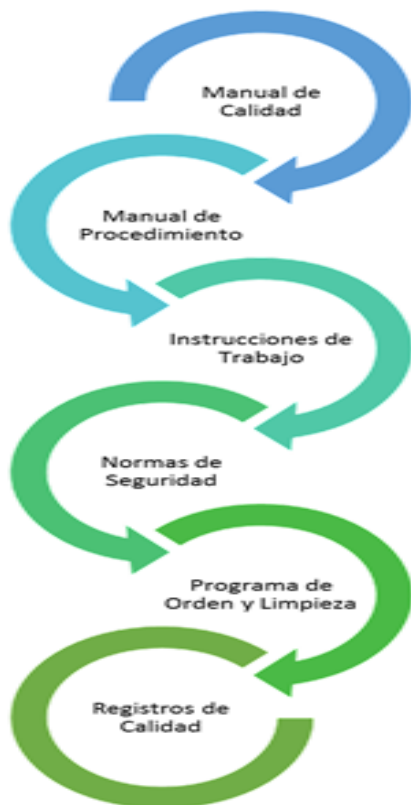 Manual de
Calidad
Manual de
Procedimiento
Instrucciones de
Trabajo
Normas de
Seguridad
Programa de
Orden y Limpieza
Registros de
Calidad